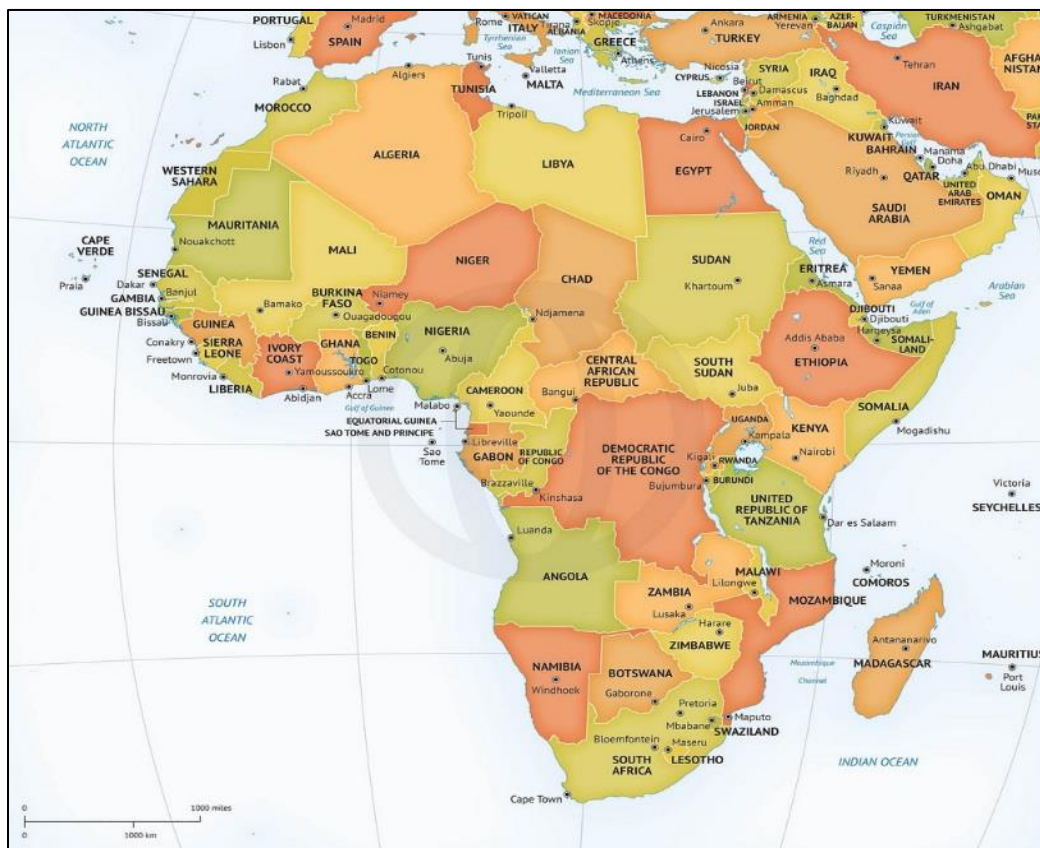 PORTUGAL
Madrid
Lisbon
SPAIN
Rome
VATICAN
ITALY
Tirana
ALBANIA
Skopje
MACEDONIA
Tyrrhenian
Sea
Ionian
Sea
GREECE
Athens
Ankara
TURKEY
ARMENIA
Yerevan
AZER-
BAIJAN
Caspian
Sea
TURKMENISTAN
Ashgabat
Tehran
IRAN
AFGHA
NISTAN
PAK
STA
Algiers
Tunis
TUNISIA
Valletta
MALTA
Mediterranean Sea
Nicosia
CYPRUS
SYRIA
Beirut
LEBANON
Damascus
ISRAEL
Jerusalem
Amman
JORDAN
IRAQ
Baghdad
Kuwait
KUWAIT
Persian
BAHRAIN
Manama
Doha
QATAR
Abu Dhabi
UNITED
ARAB
EMIRATES
Musc
OMAN
Riyadh
SAUDI
ARABIA
YEMEN
Sanaa
Red
Sea
Gulf of
Aden
Arabian
Sea
NORTH
ATLANTIC
OCEAN
Rabat
MOROCCO
ALGERIA
Tripoli
LIBYA
Cairo
EGYPT
WESTERN
SAHARA
MAURITANIA
Nouakchott
CAPE
VERDE
Praia
MALI
NIGER
CHAD
SUDAN
Khartoum
ERITREA
Asmara
SENEGAL
Dakar
GAMBIA
Banjul
GUINEA BISSAU
Bissau
Bamako
BURKINA
FASO
Ouagadougou
Niamey
Ndjamena
DJIBOUTI
Djibouti
Hargeysa
SOMALI-
LAND
GUINEA
Conakry
Freetown
SIERRA
LEONE
Monrovia
LIBERIA
IVORY
COAST
Yamoussoukro
Abidjan
GHANA
Accra
TOGO
Lome
BENIN
Cotonou
NIGERIA
Abuja
Gulf of Guinea
Addis Ababa
ETHIOPIA
SOUTH
SUDAN
Juba
CENTRAL
AFRICAN
REPUBLIC
Bangui
CAMEROON
Yaounde
Malabo
EQUATORIAL GUINEA
SAO TOME AND PRINCIPE
Sao
Tome
Libreville
GABON
REPUBLIC
OF CONGO
Brazzaville
Kinshasa
DEMOCRATIC
REPUBLIC
OF THE CONGO
UGANDA
Kampala
KENYA
Nairobi
SOMALIA
Mogadishu
Kigali
RWANDA
Bujumbura
BURUNDI
UNITED
REPUBLIC OF
TANZANIA
Dar es Salaam
Victoria
SEYCHELLES
Luanda
ANGOLA
ZAMBIA
Lusaka
MALAWI
Lilongwe
MOZAMBIQUE
Moroni
COMOROS
Harare
ZIMBABWE
Antananarivo
MADAGASCAR
MAURITIUS
Port
Louis
Mozambique
Channel
SOUTH
ATLANTIC
OCEAN
NAMIBIA
Windhoek
BOTSWANA
Gaborone
Pretoria
Mbabane
Maputo
SWAZILAND
Bloemfontein
Maseru
SOUTH
AFRICA
LESOTHO
Cape Town
INDIAN OCEAN
0
1000 miles
0
1000 km